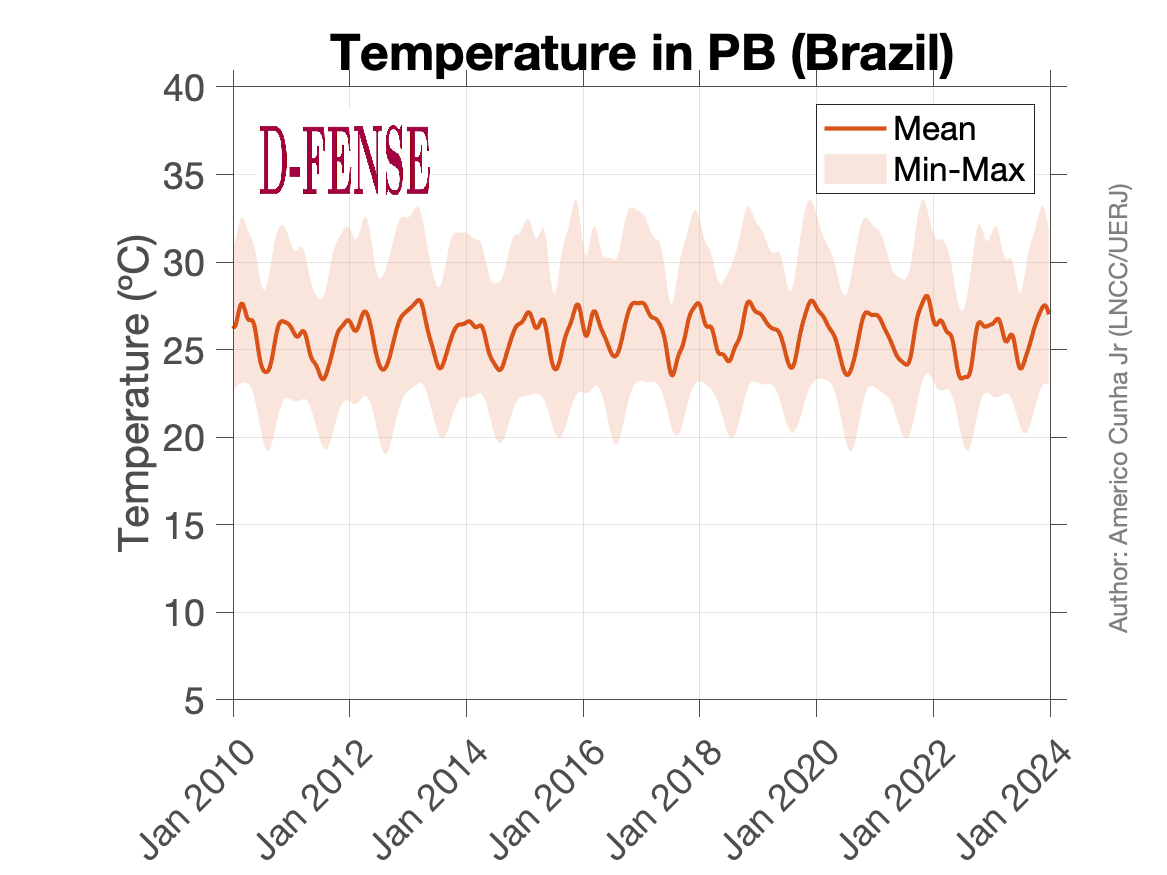 Temperature in PB (Brazil)
D-FENSE
Mean
Min-Max
Temperature (ºC)
40
35
30
25
20
15
10
5
Jan 2010
Jan 2012
Jan 2014
Jan 2016
Jan 2018
Jan 2020
Jan 2022
Jan 2024
Author: Americo Cunha Jr (LNCC/UERJ)